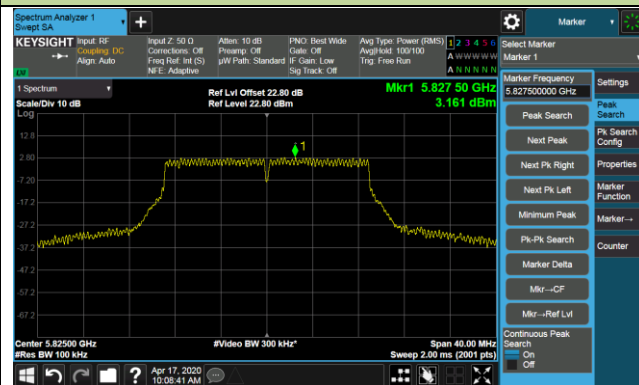 Spectrum Analyzer 1
Swept SA
+
Marker
KEYSIGHT
Input: RF
Coupling: DC
Align: Auto
Input Z: 50 Ω
Corrections: Off
Freq Ref: Int (S)
NFE: Adaptive
Atten: 10 dB
Preamp: Off
µW Path: Standard
PNO: Best Wide
Gate: Off
IF Gain: Low
Sig Track: Off
Avg Type: Power (RMS)
Avg|Hold: 100/100
Trig: Free Run
1 2 3 4 5 6
A W W W W W
A N N N N N
Select Marker
Marker 1
1 Spectrum
Scale/Div 10 dB
Log
Ref Lvl Offset 22.80 dB
Ref Level 22.80 dBm
Mkr1 5.827 50 GHz
3.161 dBm
12.8
2.80
-7.20
-17.2
-27.2
-37.2
-47.2
-57.2
-67.2
1
Center 5.82500 GHz
#Res BW 100 kHz
#Video BW 300 kHz*
Span 40.00 MHz
Sweep 2.00 ms (2001 pts)
Marker Frequency
5.827500000 GHz
Peak Search
Next Peak
Next Pk Right
Next Pk Left
Minimum Peak
Pk-Pk Search
Marker Delta
Mkr→CF
Mkr→Ref Lvl
Continuous Peak
Search
On
Off
Settings
Peak
Search
Pk Search
Config
Properties
Marker
Function
Marker→
Counter
?
Apr 17, 2020
10:08:41 AM